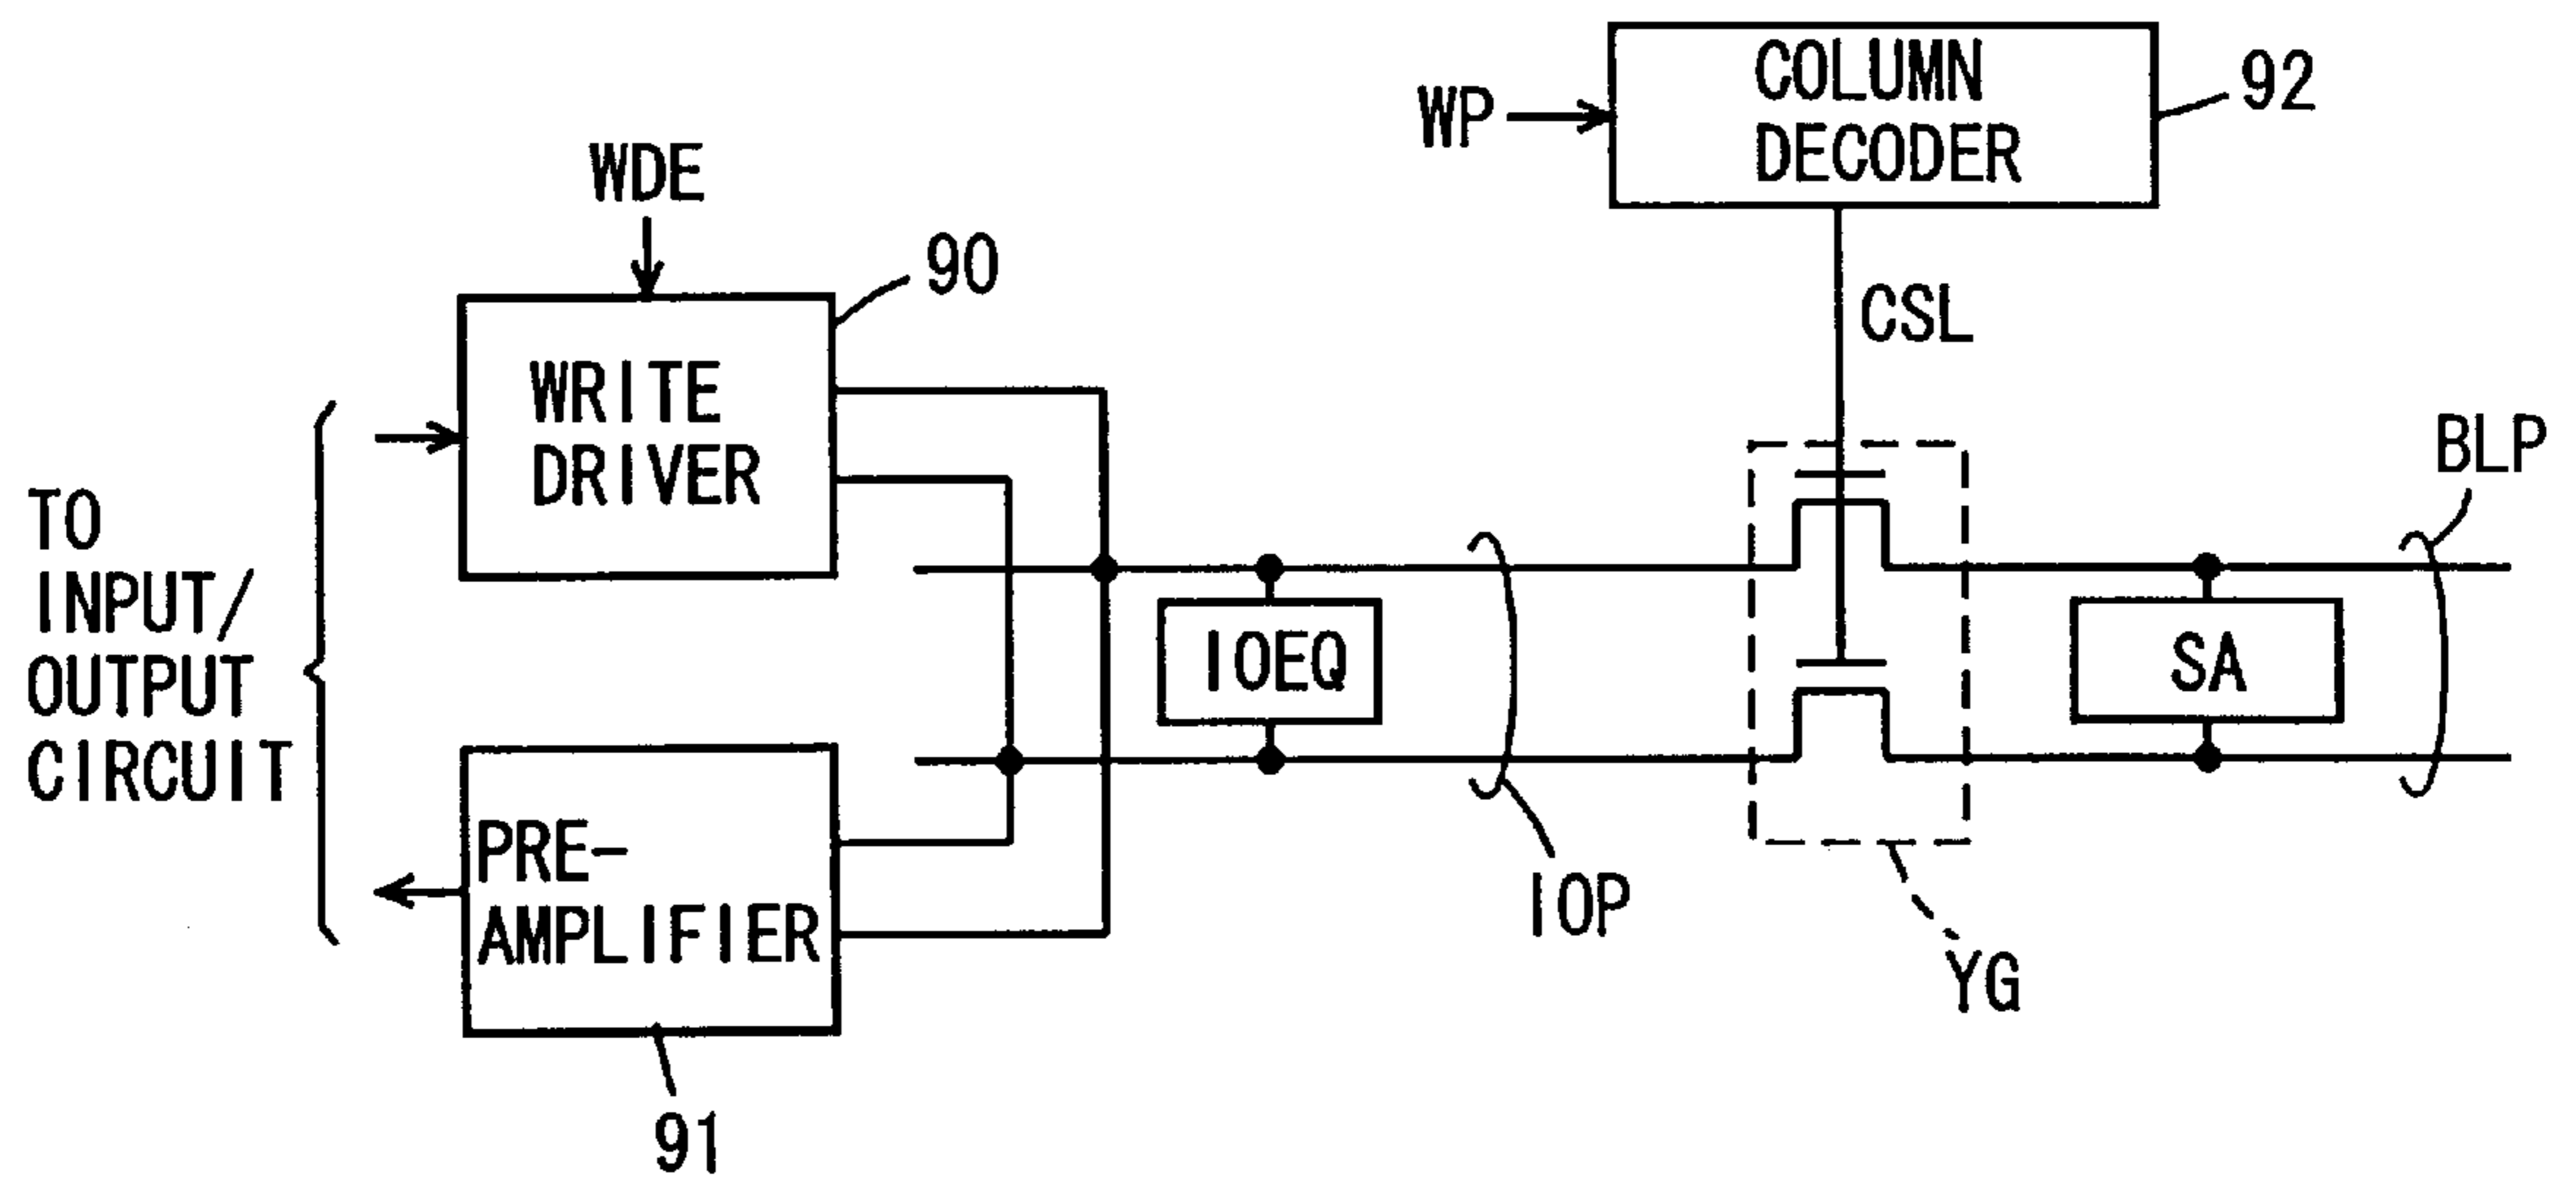 COLUMN
DECODER
92
WP
WDE
90
CSL
WRITE
DRIVER
BLP
TO
INPUT/
OUTPUT
CIRCUIT
IOEQ
SA
PRE-
AMPLIFIER
IOP
YG
91